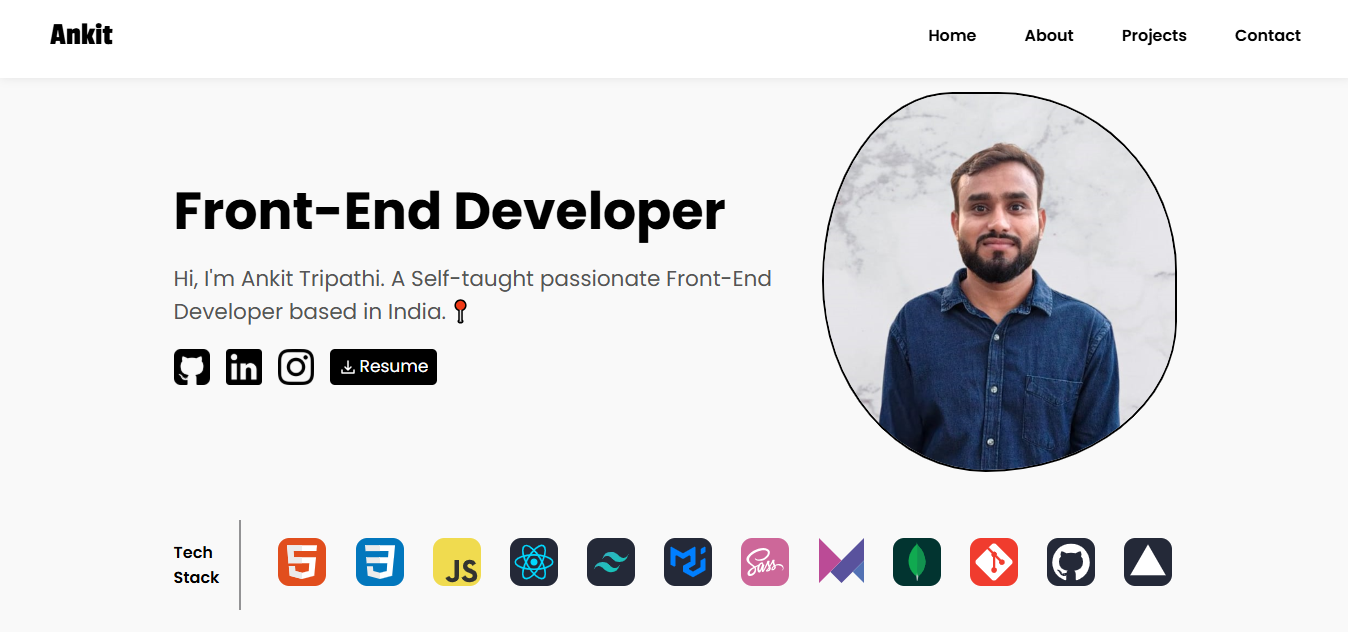 Ankit
Home About Projects Contact
Front-End Developer
Hi, I'm Ankit Tripathi. A Self-taught passionate Front-End
Developer based in India.
Resume
Tech
Stack
JS
Sass